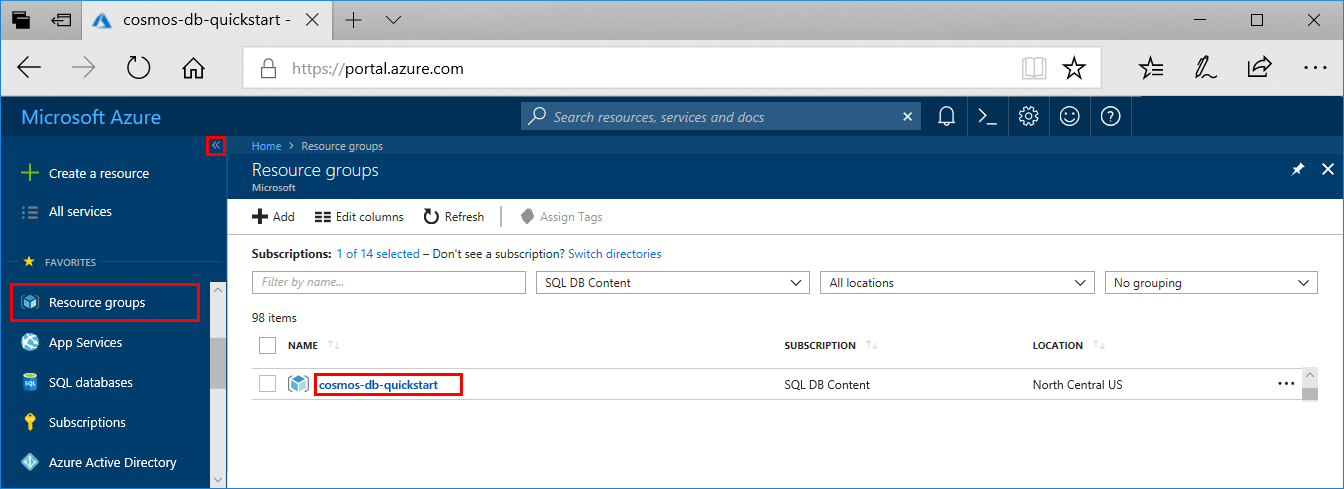 cosmos-db-quickstart -
https://portal.azure.com
Microsoft Azure
Search resources, services and docs
Create a resource
All services
FAVORITES
Resource groups
App Services
SQL databases
Subscriptions
Azure Active Directory
Home > Resource groups
Resource groups
Microsoft
Add Edit columns Refresh Assign Tags
Subscriptions: 1 of 14 selected – Don't see a subscription? Switch directories
Filter by name... SQL DB Content All locations No grouping
98 items
NAME SUBSCRIPTION LOCATION
cosmos-db-quickstart SQL DB Content North Central US